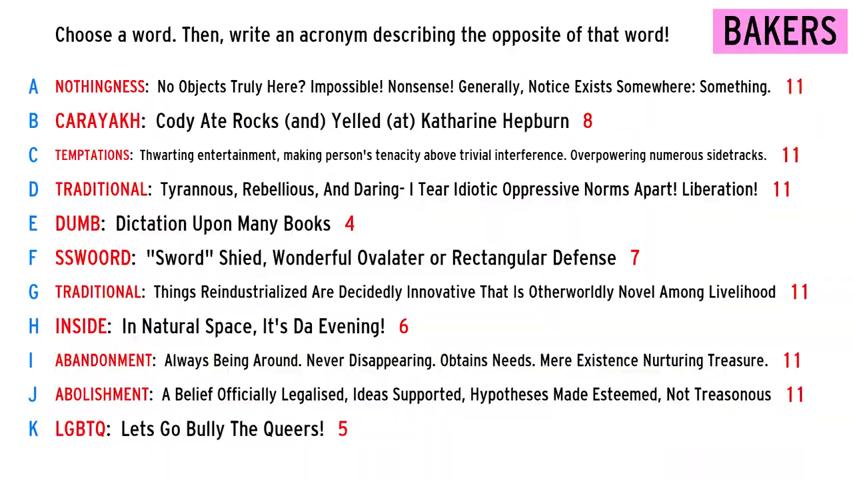 Choose a word. Then, write an acronym describing the opposite of that word!
BAKERS
A NOTHINGNESS: No Objects Truly Here? Impossible! Nonsense! Generally, Notice Exists Somewhere: Something. 11
B CARAYAKH: Cody Ate Rocks (and) Yelled (at) Katharine Hepburn 8
C TEMPTATIONS: Thwarting entertainment, making person's tenacity above trivial interference. Overpowering numerous sidetracks. 11
D TRADITIONAL: Tyrannous, Rebellious, And Daring- I Tear Idiotic Oppressive Norms Apart! Liberation! 11
E DUMB: Dictation Upon Many Books 4
F SSWOORD: "Sword" Shied, Wonderful Ovalater or Rectangular Defense 7
G TRADITIONAL: Things Reindustrialized Are Decidedly Innovative That Is Otherworldly Novel Among Livelihood 11
H INSIDE: In Natural Space, It's Da Evening! 6
I ABANDONMENT: Always Being Around. Never Disappearing. Obtains Needs. Mere Existence Nurturing Treasure. 11
J ABOLISHMENT: A Belief Officially Legalised, Ideas Supported, Hypotheses Made Esteemed, Not Treasonous 11
K LGBTQ: Lets Go Bully The Queers! 5